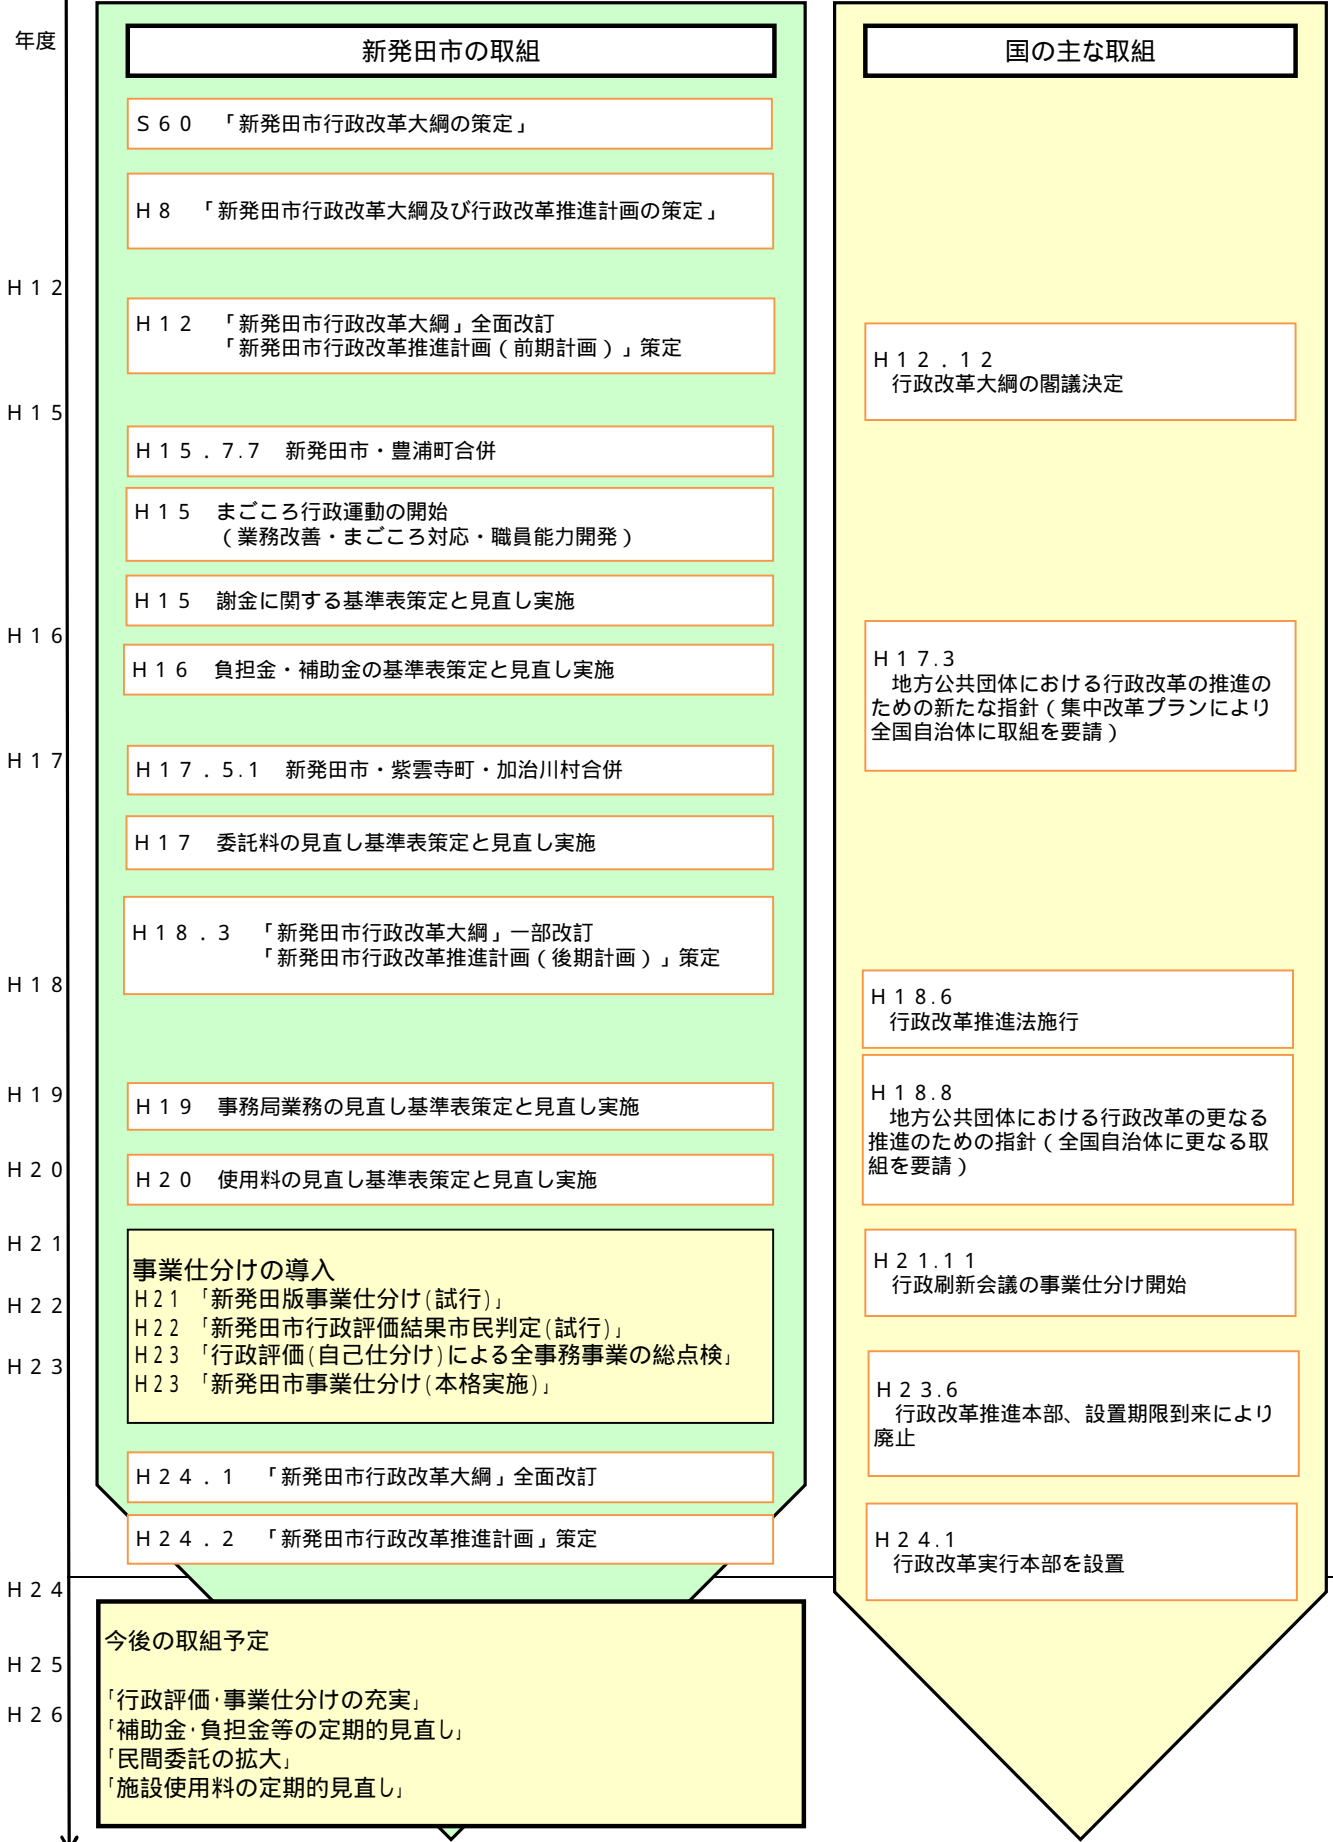 年度
新発田市の取組
S60 「新発田市行政改革大綱の策定」
H8 「新発田市行政改革大綱及び行政改革推進計画の策定」
H12
H12 「新発田市行政改革大綱」全面改訂
「新発田市行政改革推進計画(前期計画)」策定
H15
H15.7.7 新発田市・豊浦町合併
H15 まごころ行政運動の開始
(業務改善・まごころ対応・職員能力開発)
H15 謝金に関する基準表策定と見直し実施
H16
H16 負担金・補助金の基準表策定と見直し実施
H17
H17.5.1 新発田市・紫雲寺町・加治川村合併
H17 委託料の見直し基準表策定と見直し実施
H18.3 「新発田市行政改革大綱」一部改訂
「新発田市行政改革推進計画(後期計画)」策定
H18
H19
H19 事務局業務の見直し基準表策定と見直し実施
H20
H20 使用料の見直し基準表策定と見直し実施
H21
H22
H23
事業仕分けの導入
H21 「新発田版事業仕分け(試行)」
H22 「新発田市行政評価結果市民判定(試行)」
H23 「行政評価(自己仕分け)による全事務事業の総点検」
H23 「新発田市事業仕分け(本格実施)」
H24.1 「新発田市行政改革大綱」全面改訂
H24.2 「新発田市行政改革推進計画」策定
H24
H25
H26
今後の取組予定
「行政評価・事業仕分けの充実」
「補助金・負担金等の定期的見直し」
「民間委託の拡大」
「施設使用料の定期的見直し」
国の主な取組
H12.12
行政改革大綱の閣議決定
H17.3
地方公共団体における行政改革の推進の
ための新たな指針(集中改革プランにより
全国自治体に取組を要請)
H18.6
行政改革推進法施行
H18.8
地方公共団体における行政改革の更なる
推進のための指針(全国自治体に更なる取
組を要請)
H21.11
行政刷新会議の事業仕分け開始
H23.6
行政改革推進本部、設置期限到来により
廃止
H24.1
行政改革実行本部を設置